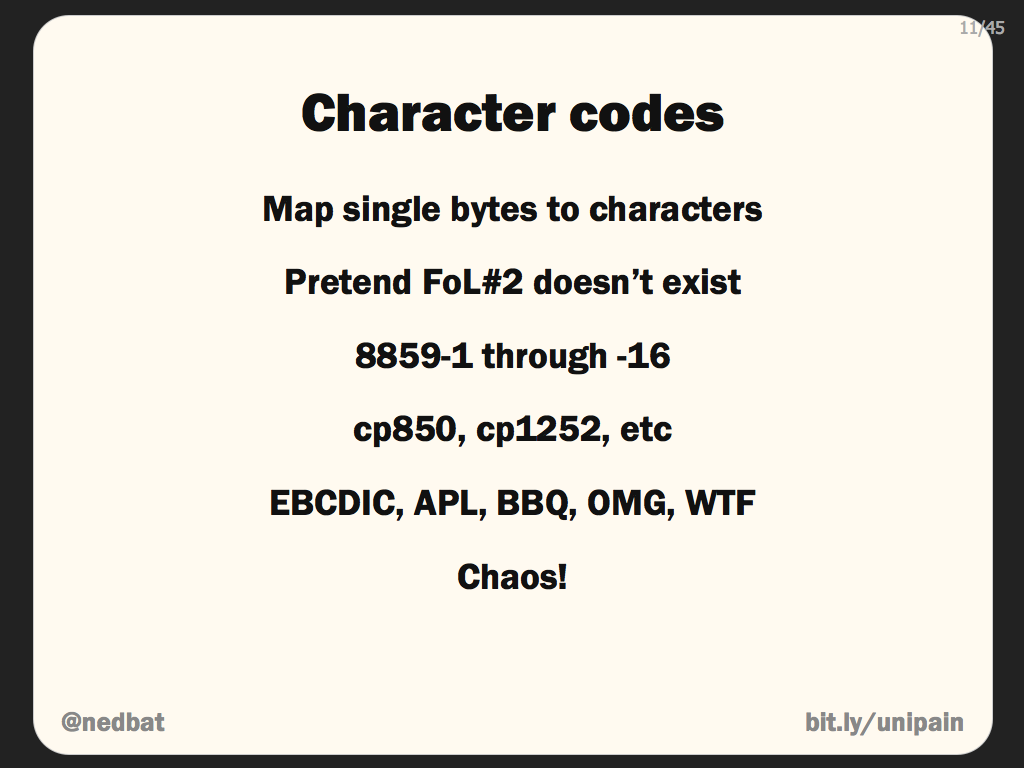 11/45
Character codes
Map single bytes to characters
Pretend FoL#2 doesn’t exist
8859-1 through -16
cp850, cp1252, etc
EBCDIC, APL, BBQ, OMG, WTF
Chaos!
@nedbat
bit.ly/unipain